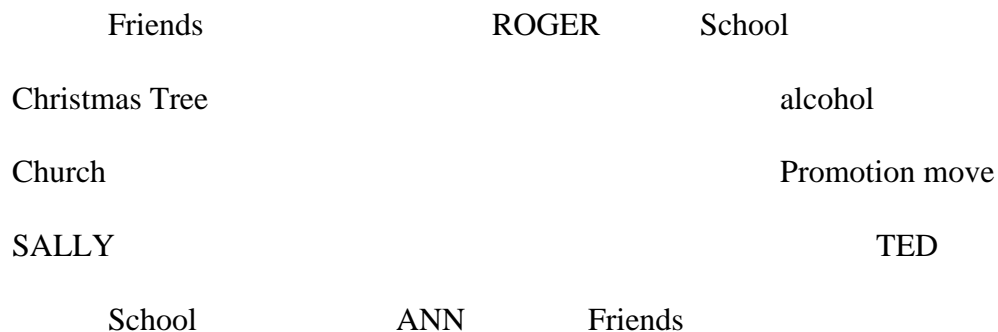 Friends ROGER School
Christmas Tree alcohol
Church Promotion move
SALLY TED
School ANN Friends